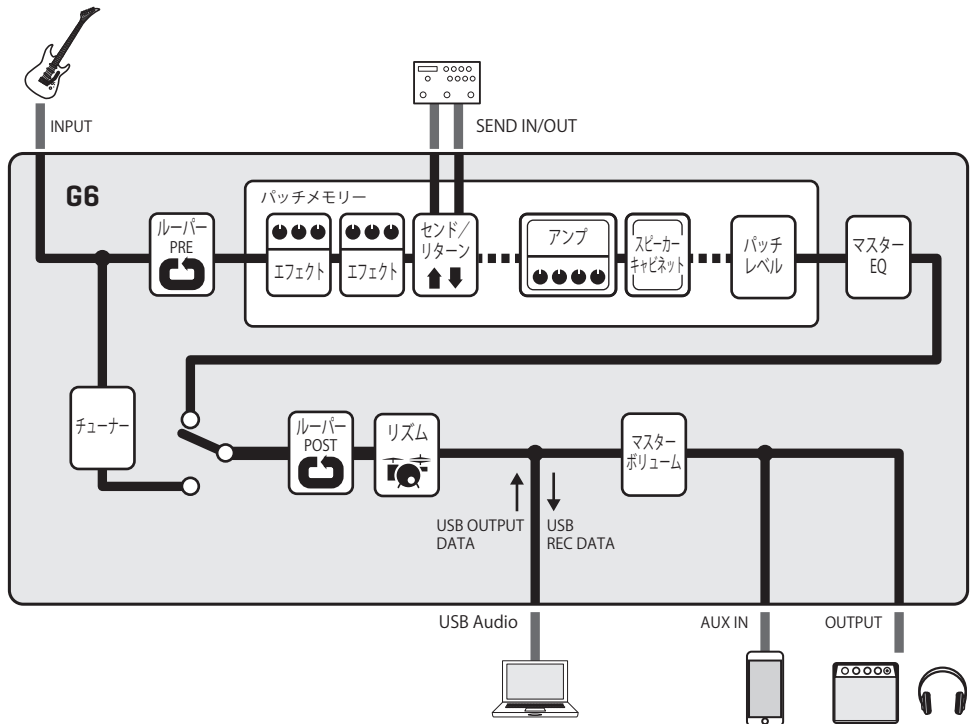 INPUT
SEND IN/OUT
G6
パッチメモリー
ルーパー
PRE
エフェクト
エフェクト
センド／
リターン
アンプ
スピーカー
キャビネット
パッチ
レベル
マスター
EQ
チューナー
ルーパー
POST
リズム
マスター
ボリューム
USB OUTPUT
DATA
USB
REC DATA
USB Audio
AUX IN
OUTPUT